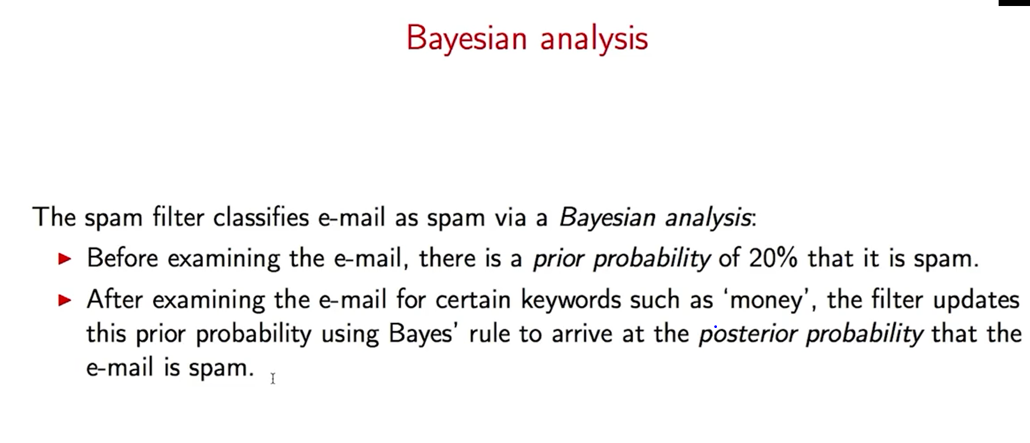 Bayesian analysis
The spam filter classifies e-mail as spam via a Bayesian analysis:
► Before examining the e-mail, there is a prior probability of 20% that it is spam.
► After examining the e-mail for certain keywords such as ‘money’, the filter updates
this prior probability using Bayes’ rule to arrive at the posterior probability that the
e-mail is spam.